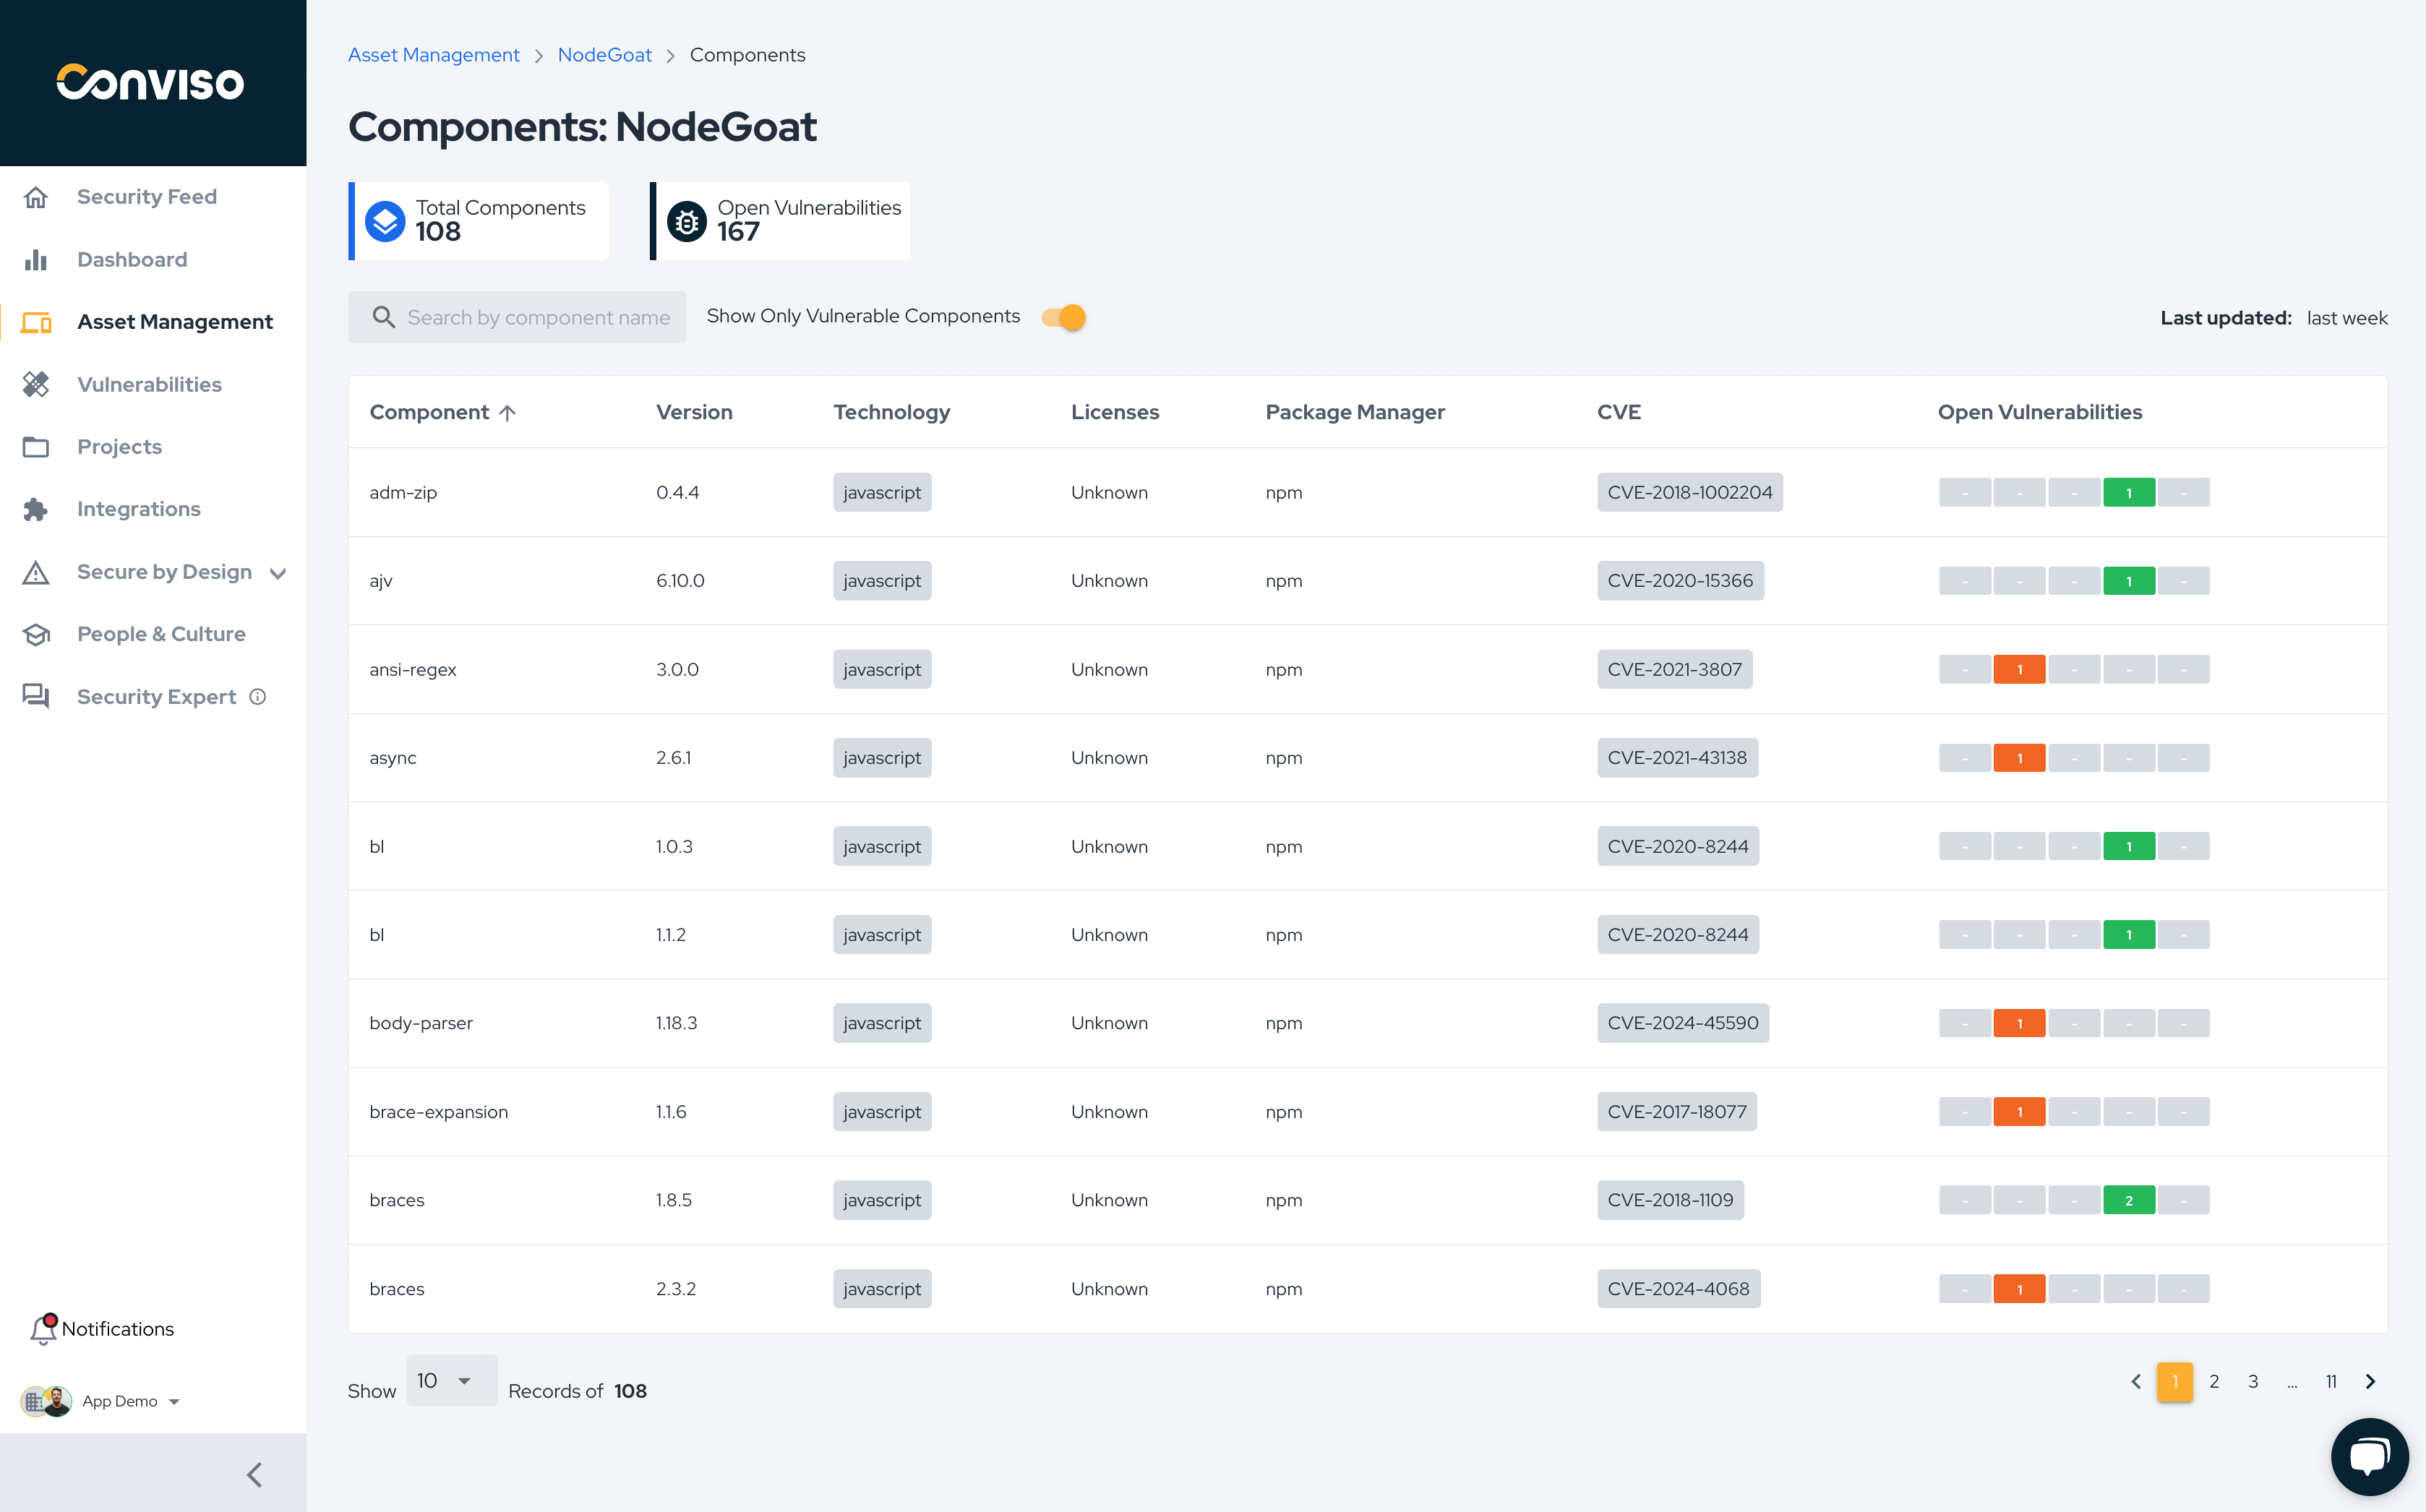 Conviso
Security Feed
Dashboard
Asset Management
Vulnerabilities
Projects
Integrations
Secure by Design
People & Culture
Security Expert
Notifications
App Demo
Asset Management > NodeGoat > Components
Components: NodeGoat
Total Components
108
Open Vulnerabilities
167
Search by component name
Show Only Vulnerable Components
Last updated: last week
Component Version Technology Licenses Package Manager CVE Open Vulnerabilities
adm-zip 0.4.4 javascript Unknown npm CVE-2018-1002204 - - - 1 -
ajv 6.10.0 javascript Unknown npm CVE-2020-15366 - - - 1 -
ansi-regex 3.0.0 javascript Unknown npm CVE-2021-3807 - 1 - - -
async 2.6.1 javascript Unknown npm CVE-2021-43138 - 1 - - -
bl 1.0.3 javascript Unknown npm CVE-2020-8244 - - - 1 -
bl 1.1.2 javascript Unknown npm CVE-2020-8244 - - - 1 -
body-parser 1.18.3 javascript Unknown npm CVE-2024-45590 - 1 - - -
brace-expansion 1.1.6 javascript Unknown npm CVE-2017-18077 - 1 - - -
braces 1.8.5 javascript Unknown npm CVE-2018-1109 - - - 2 -
braces 2.3.2 javascript Unknown npm CVE-2024-4068 - 1 - - -
Show 10 Records of 108
1 2 3 ... 11